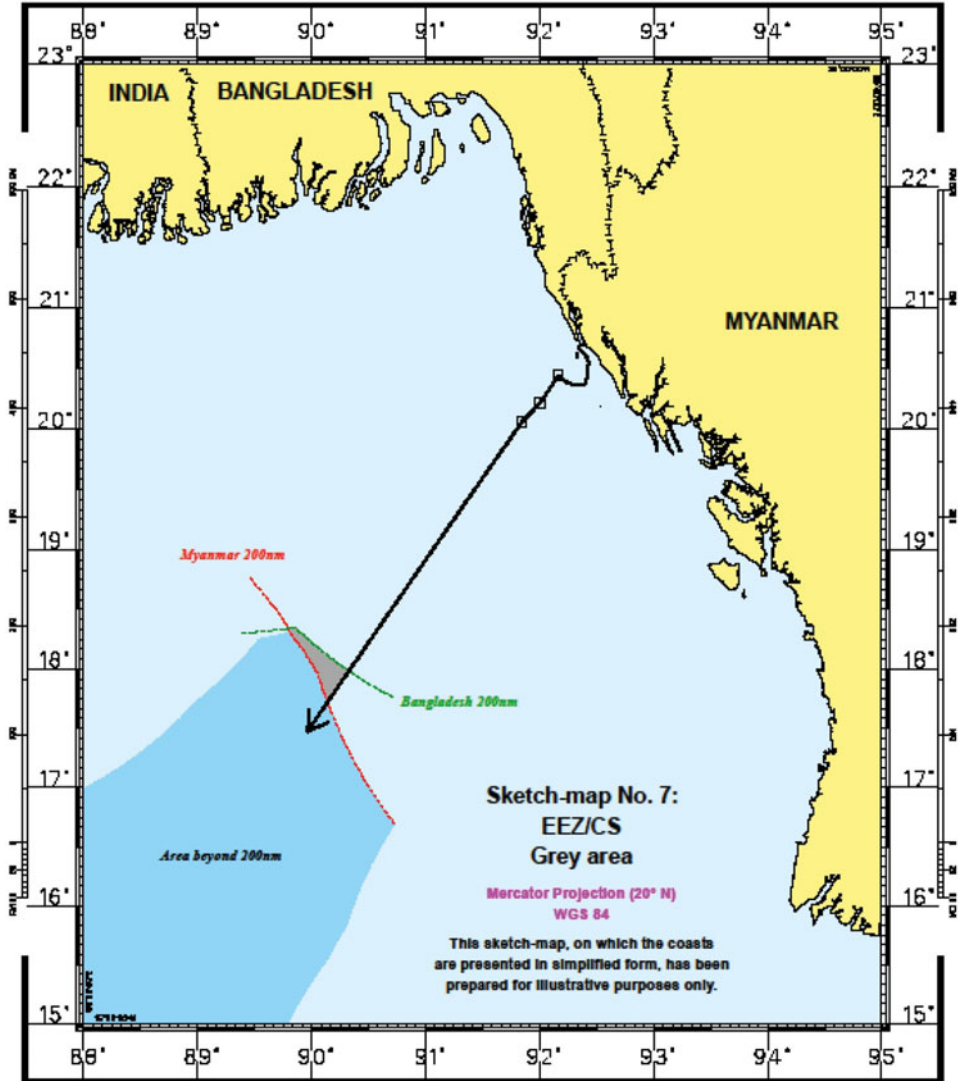 88° 89° 90° 91° 92° 93° 94° 95°
23° 23°
INDIA BANGLADESH
22° 22°
21° 21°
MYANMAR
20° 20°
19° 19°
Myanmar 200nm
18° 18°
Bangladesh 200nm
17° 17°
Sketch-map No. 7:
EEZ/CS
Area beyond 200nm
Grey area
16° 16°
Mercator Projection (20° N)
WGS 84
This sketch-map, on which the coasts
are presented in simplified form, has been
prepared for illustrative purposes only.
15° 15°
88° 89° 90° 91° 92° 93° 94° 95°